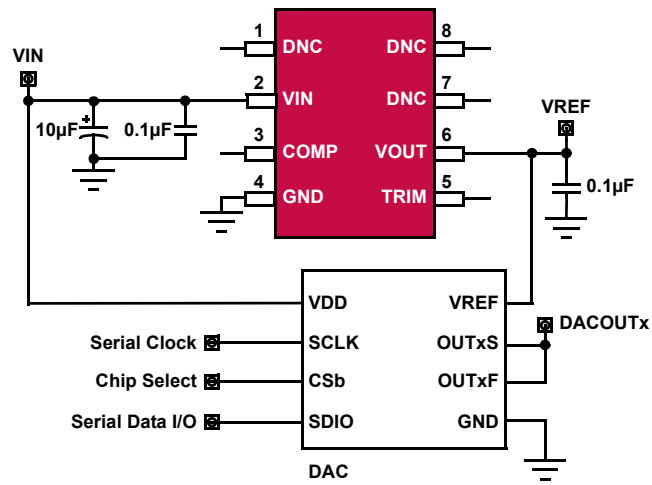 VIN
1
DNC
DNC
8
2
VIN
DNC
7
VREF
+
10µF
0.1µF
3
COMP
VOUT
6
4
GND
TRIM
5
0.1µF
VDD
VREF
DACOUTx
Serial Clock
SCLK
OUTxS
Chip Select
CSb
OUTxF
Serial Data I/O
SDIO
GND
DAC